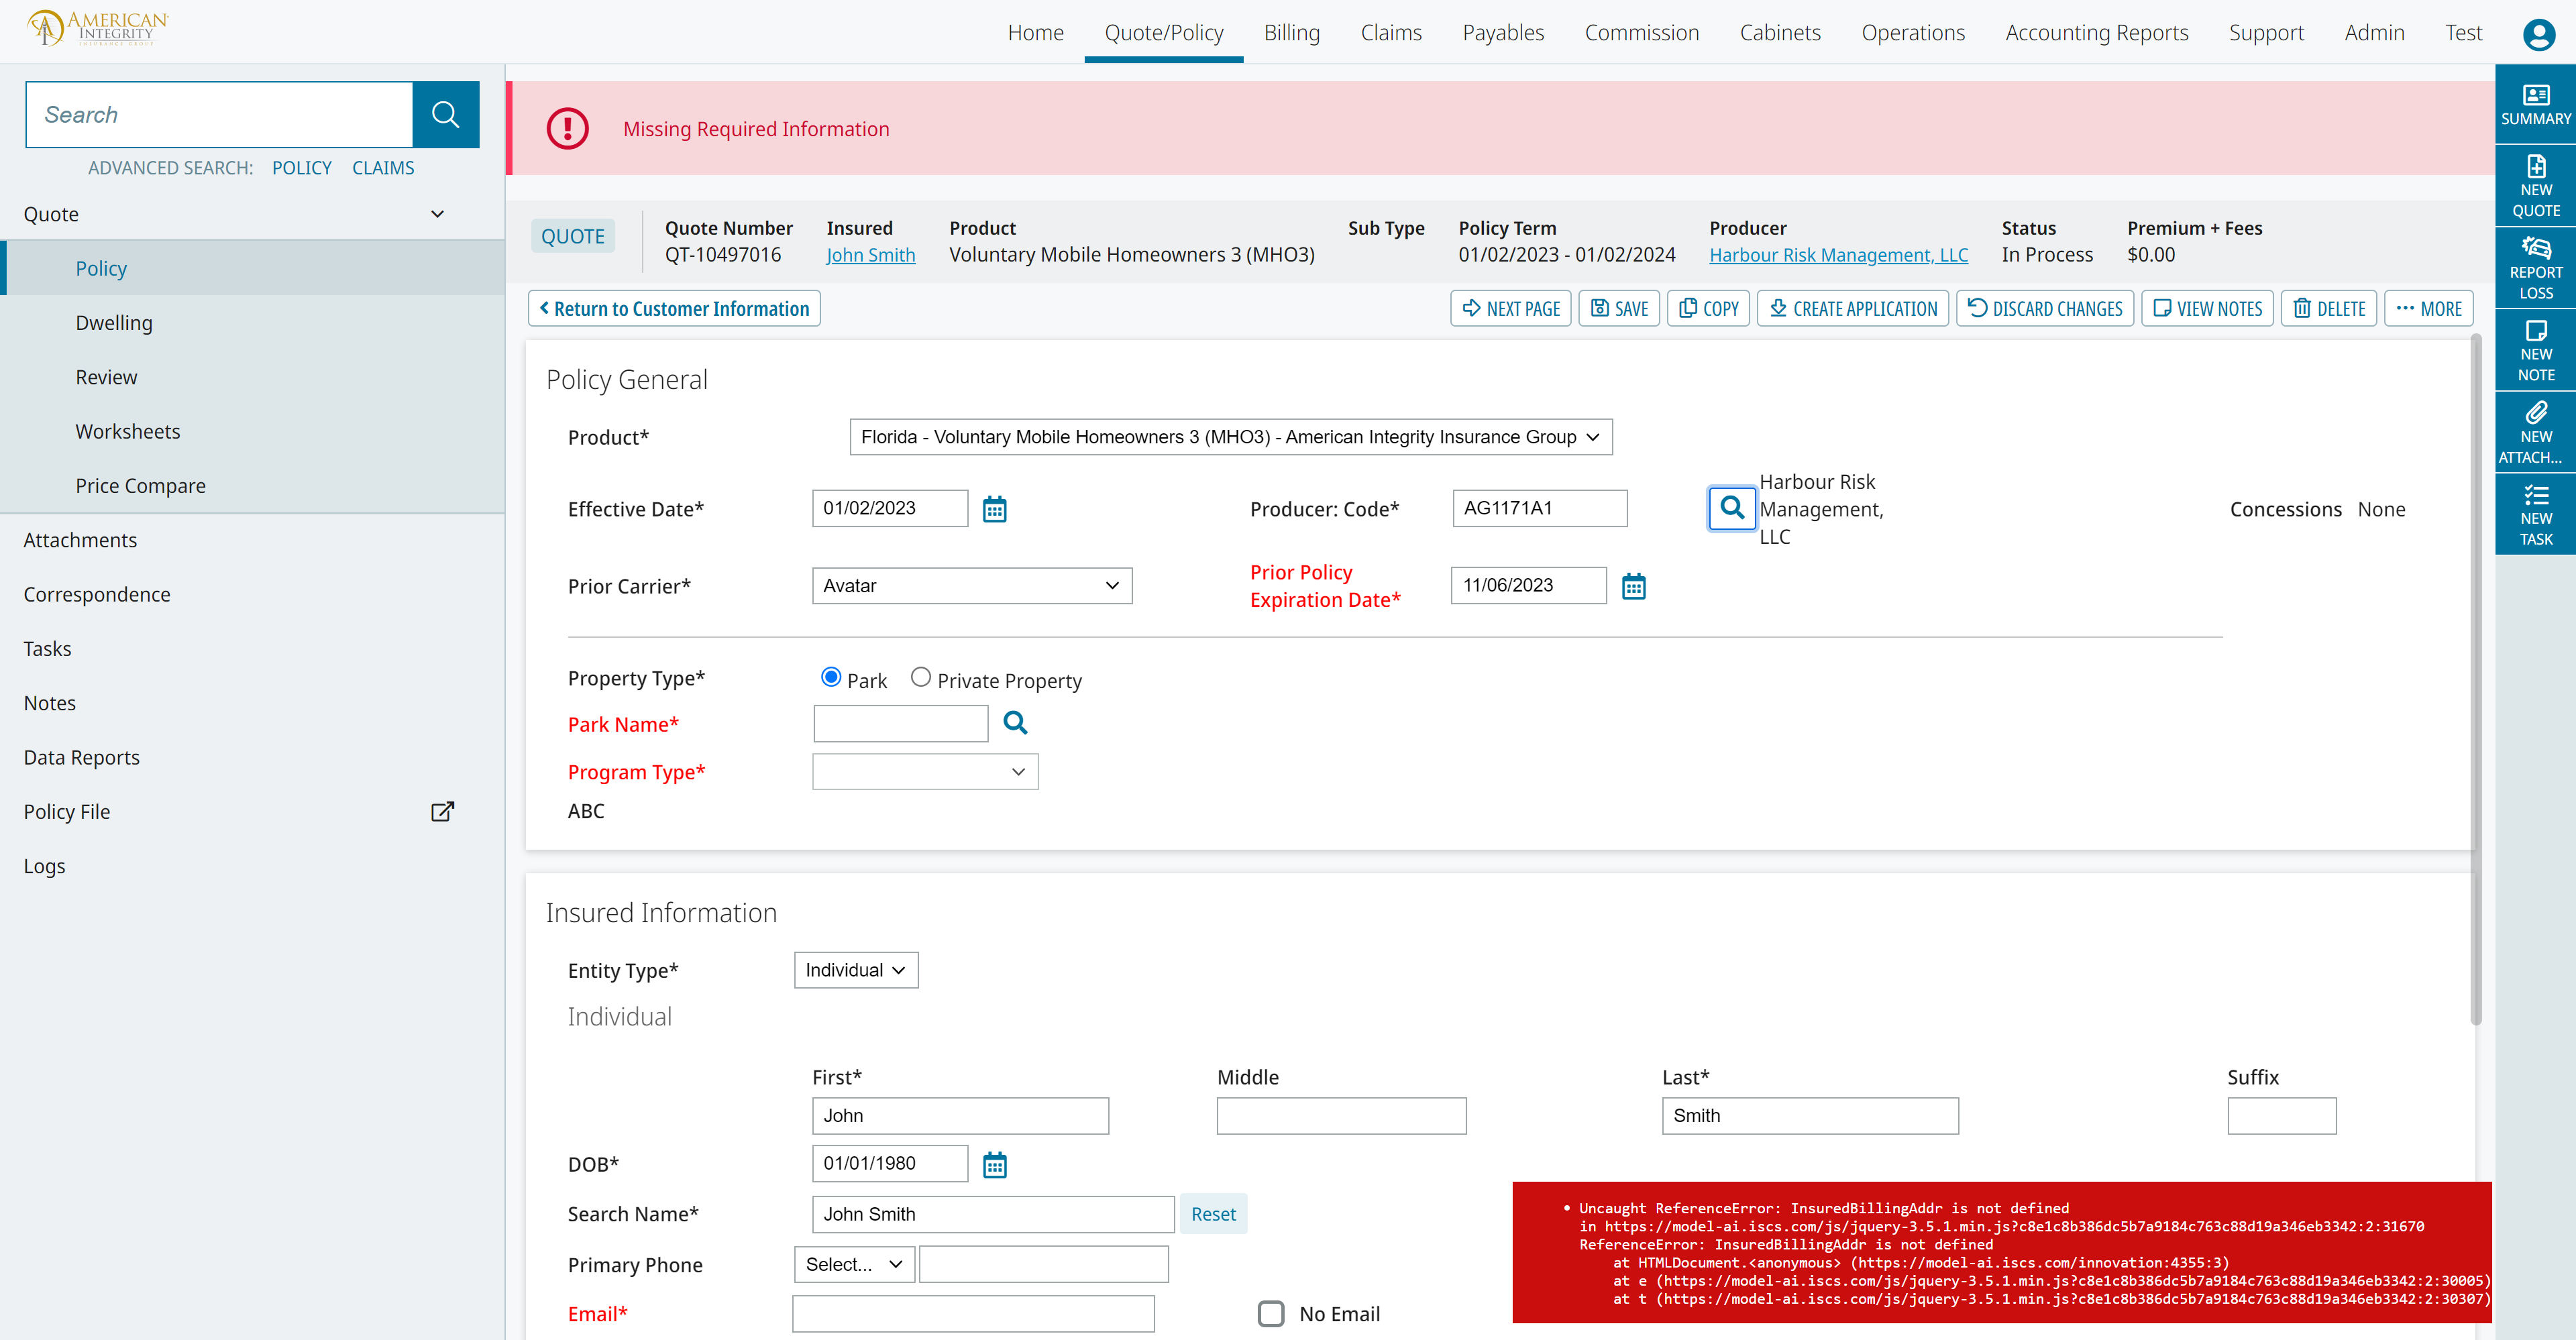 AMERICAN
INTEGRITY
INSURANCE GROUP
Home Quote/Policy Billing Claims Payables Commission Cabinets Operations Accounting Reports Support Admin Test
Search
ADVANCED SEARCH: POLICY CLAIMS
Quote
Policy
Dwelling
Review
Worksheets
Price Compare
Attachments
Correspondence
Tasks
Notes
Data Reports
Policy File
Logs
Missing Required Information
QUOTE
Quote Number Insured Product Sub Type Policy Term Producer Status Premium + Fees
QT-10497016 John Smith Voluntary Mobile Homeowners 3 (MHO3) 01/02/2023 - 01/02/2024 Harbour Risk Management, LLC In Process $0.00
Return to Customer Information
NEXT PAGE SAVE COPY CREATE APPLICATION DISCARD CHANGES VIEW NOTES DELETE MORE
Policy General
Product* Florida - Voluntary Mobile Homeowners 3 (MHO3) - American Integrity Insurance Group
Effective Date* 01/02/2023 Producer: Code* AG1171A1
Harbour Risk
Management,
LLC
Concessions None
Prior Carrier* Avatar
Prior Policy
Expiration Date* 11/06/2023
Property Type* Park Private Property
Park Name*
Program Type*
ABC
Insured Information
Entity Type* Individual
Individual
First* Middle Last* Suffix
John Smith
DOB* 01/01/1980
Search Name* John Smith Reset
Primary Phone Select...
Email* No Email
SUMMARY
NEW
QUOTE
REPORT
LOSS
NEW
NOTE
NEW
ATTACH...
NEW
TASK
• Uncaught ReferenceError: InsuredBillingAddr is not defined
in https://model-ai.iscs.com/js/jquery-3.5.1.min.js?c8e1c8b386dc5b7a9184c763c88d19a346eb3342:2:31670
ReferenceError: InsuredBillingAddr is not defined
at HTMLDocument.<anonymous> (https://model-ai.iscs.com/innovation:4355:3)
at e (https://model-ai.iscs.com/js/jquery-3.5.1.min.js?c8e1c8b386dc5b7a9184c763c88d19a346eb3342:2:30005)
at t (https://model-ai.iscs.com/js/jquery-3.5.1.min.js?c8e1c8b386dc5b7a9184c763c88d19a346eb3342:2:30307)